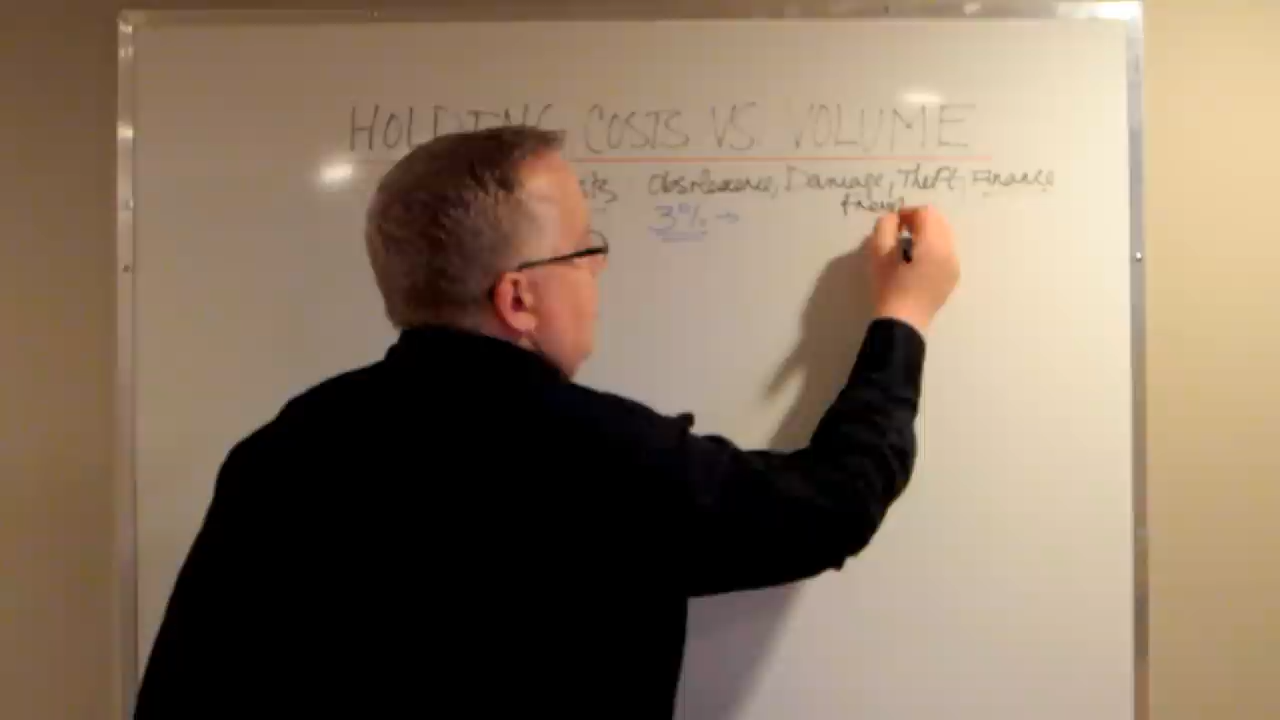 HOLDING COSTS VS. VOLUME
Obsolescence, Damage, Theft, Finance
3% →